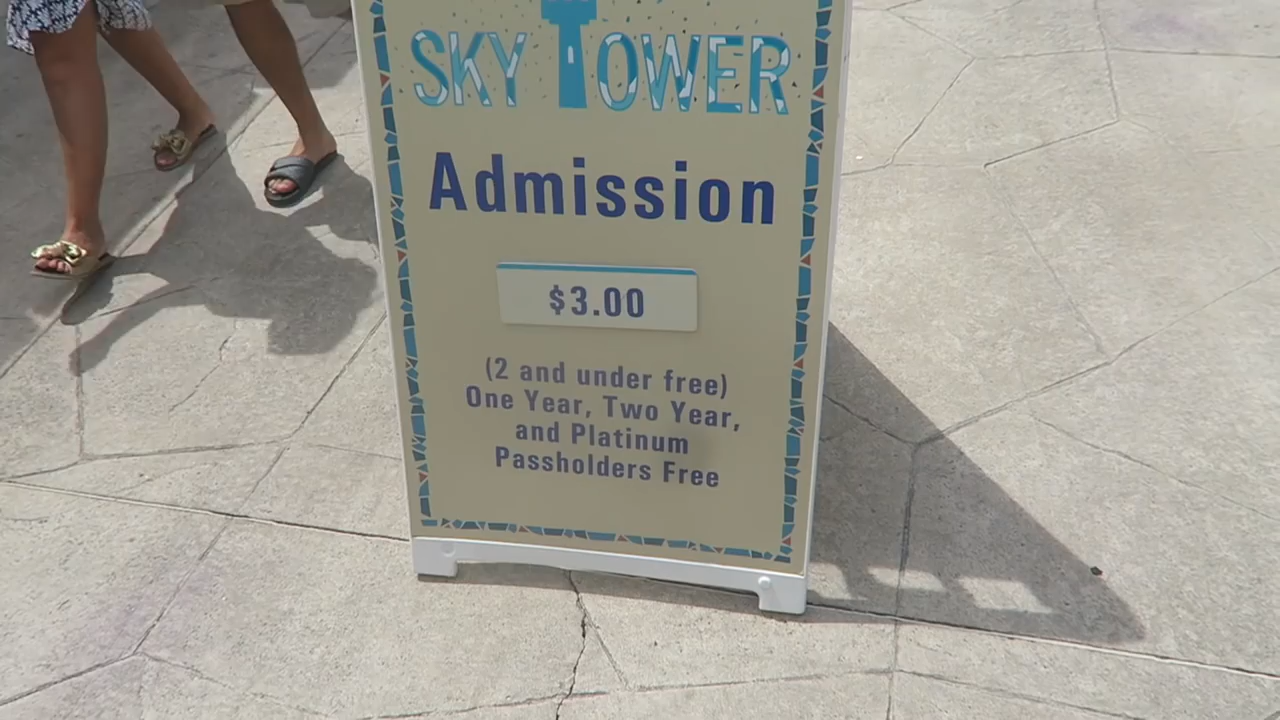 SKY TOWER
Admission
$3.00
(2 and under free)
One Year, Two Year,
and Platinum
Passholders Free